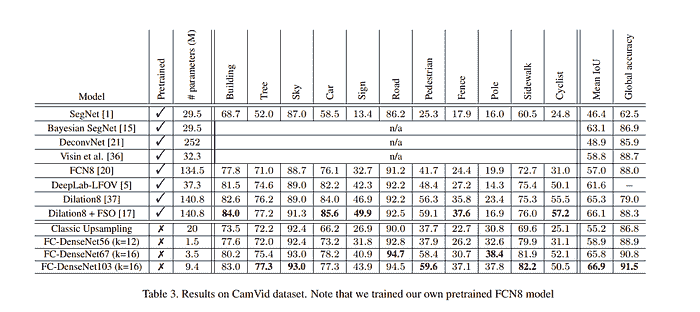 Model Pretrained # parameters (M) Building Tree Sky Car Sign Road Pedestrian Fence Pole Sidewalk Cyclist Mean IoU Global accuracy
SegNet [1] ✓ 29.5 68.7 52.0 87.0 58.5 13.4 86.2 25.3 17.9 16.0 60.5 24.8 46.4 62.5
Bayesian SegNet [15] ✓ 29.5 n/a 63.1 86.9
DeconvNet [21] ✓ 252 48.9 85.9
Visin et al. [36] ✓ 32.3 n/a 58.8 88.7
FCN8 [20] ✓ 134.5 77.8 71.0 88.7 76.1 32.7 91.2 41.7 24.4 19.9 72.7 31.0 57.0 88.0
DeepLab-LFOV [5] ✓ 37.3 81.5 74.6 89.0 82.2 42.3 92.2 48.4 27.2 14.3 75.4 50.1 61.6 —
Dilation8 [37] ✓ 140.8 82.6 76.2 89.0 84.0 46.9 92.2 56.3 35.8 23.4 75.3 55.5 65.3 79.0
Dilation8 + FSO [17] ✓ 140.8 84.0 77.2 91.3 85.6 49.9 92.5 59.1 37.6 16.9 76.0 57.2 66.1 88.3
Classic Upsampling ✗ 20 73.5 72.2 92.4 66.2 26.9 90.0 37.7 22.7 30.8 69.6 25.1 55.2 86.8
FC-DenseNet56 (k=12) ✗ 1.5 77.6 72.0 92.4 73.2 31.8 92.8 37.9 26.2 32.6 79.9 31.1 58.9 88.9
FC-DenseNet67 (k=16) ✗ 3.5 80.2 75.4 93.0 78.2 40.9 94.7 58.4 30.7 38.4 81.9 52.1 65.8 90.8
FC-DenseNet103 (k=16) ✗ 9.4 83.0 77.3 93.0 77.3 43.9 94.5 59.6 37.1 37.8 82.2 50.5 66.9 91.5
Table 3. Results on CamVid dataset. Note that we trained our own pretrained FCN8 model